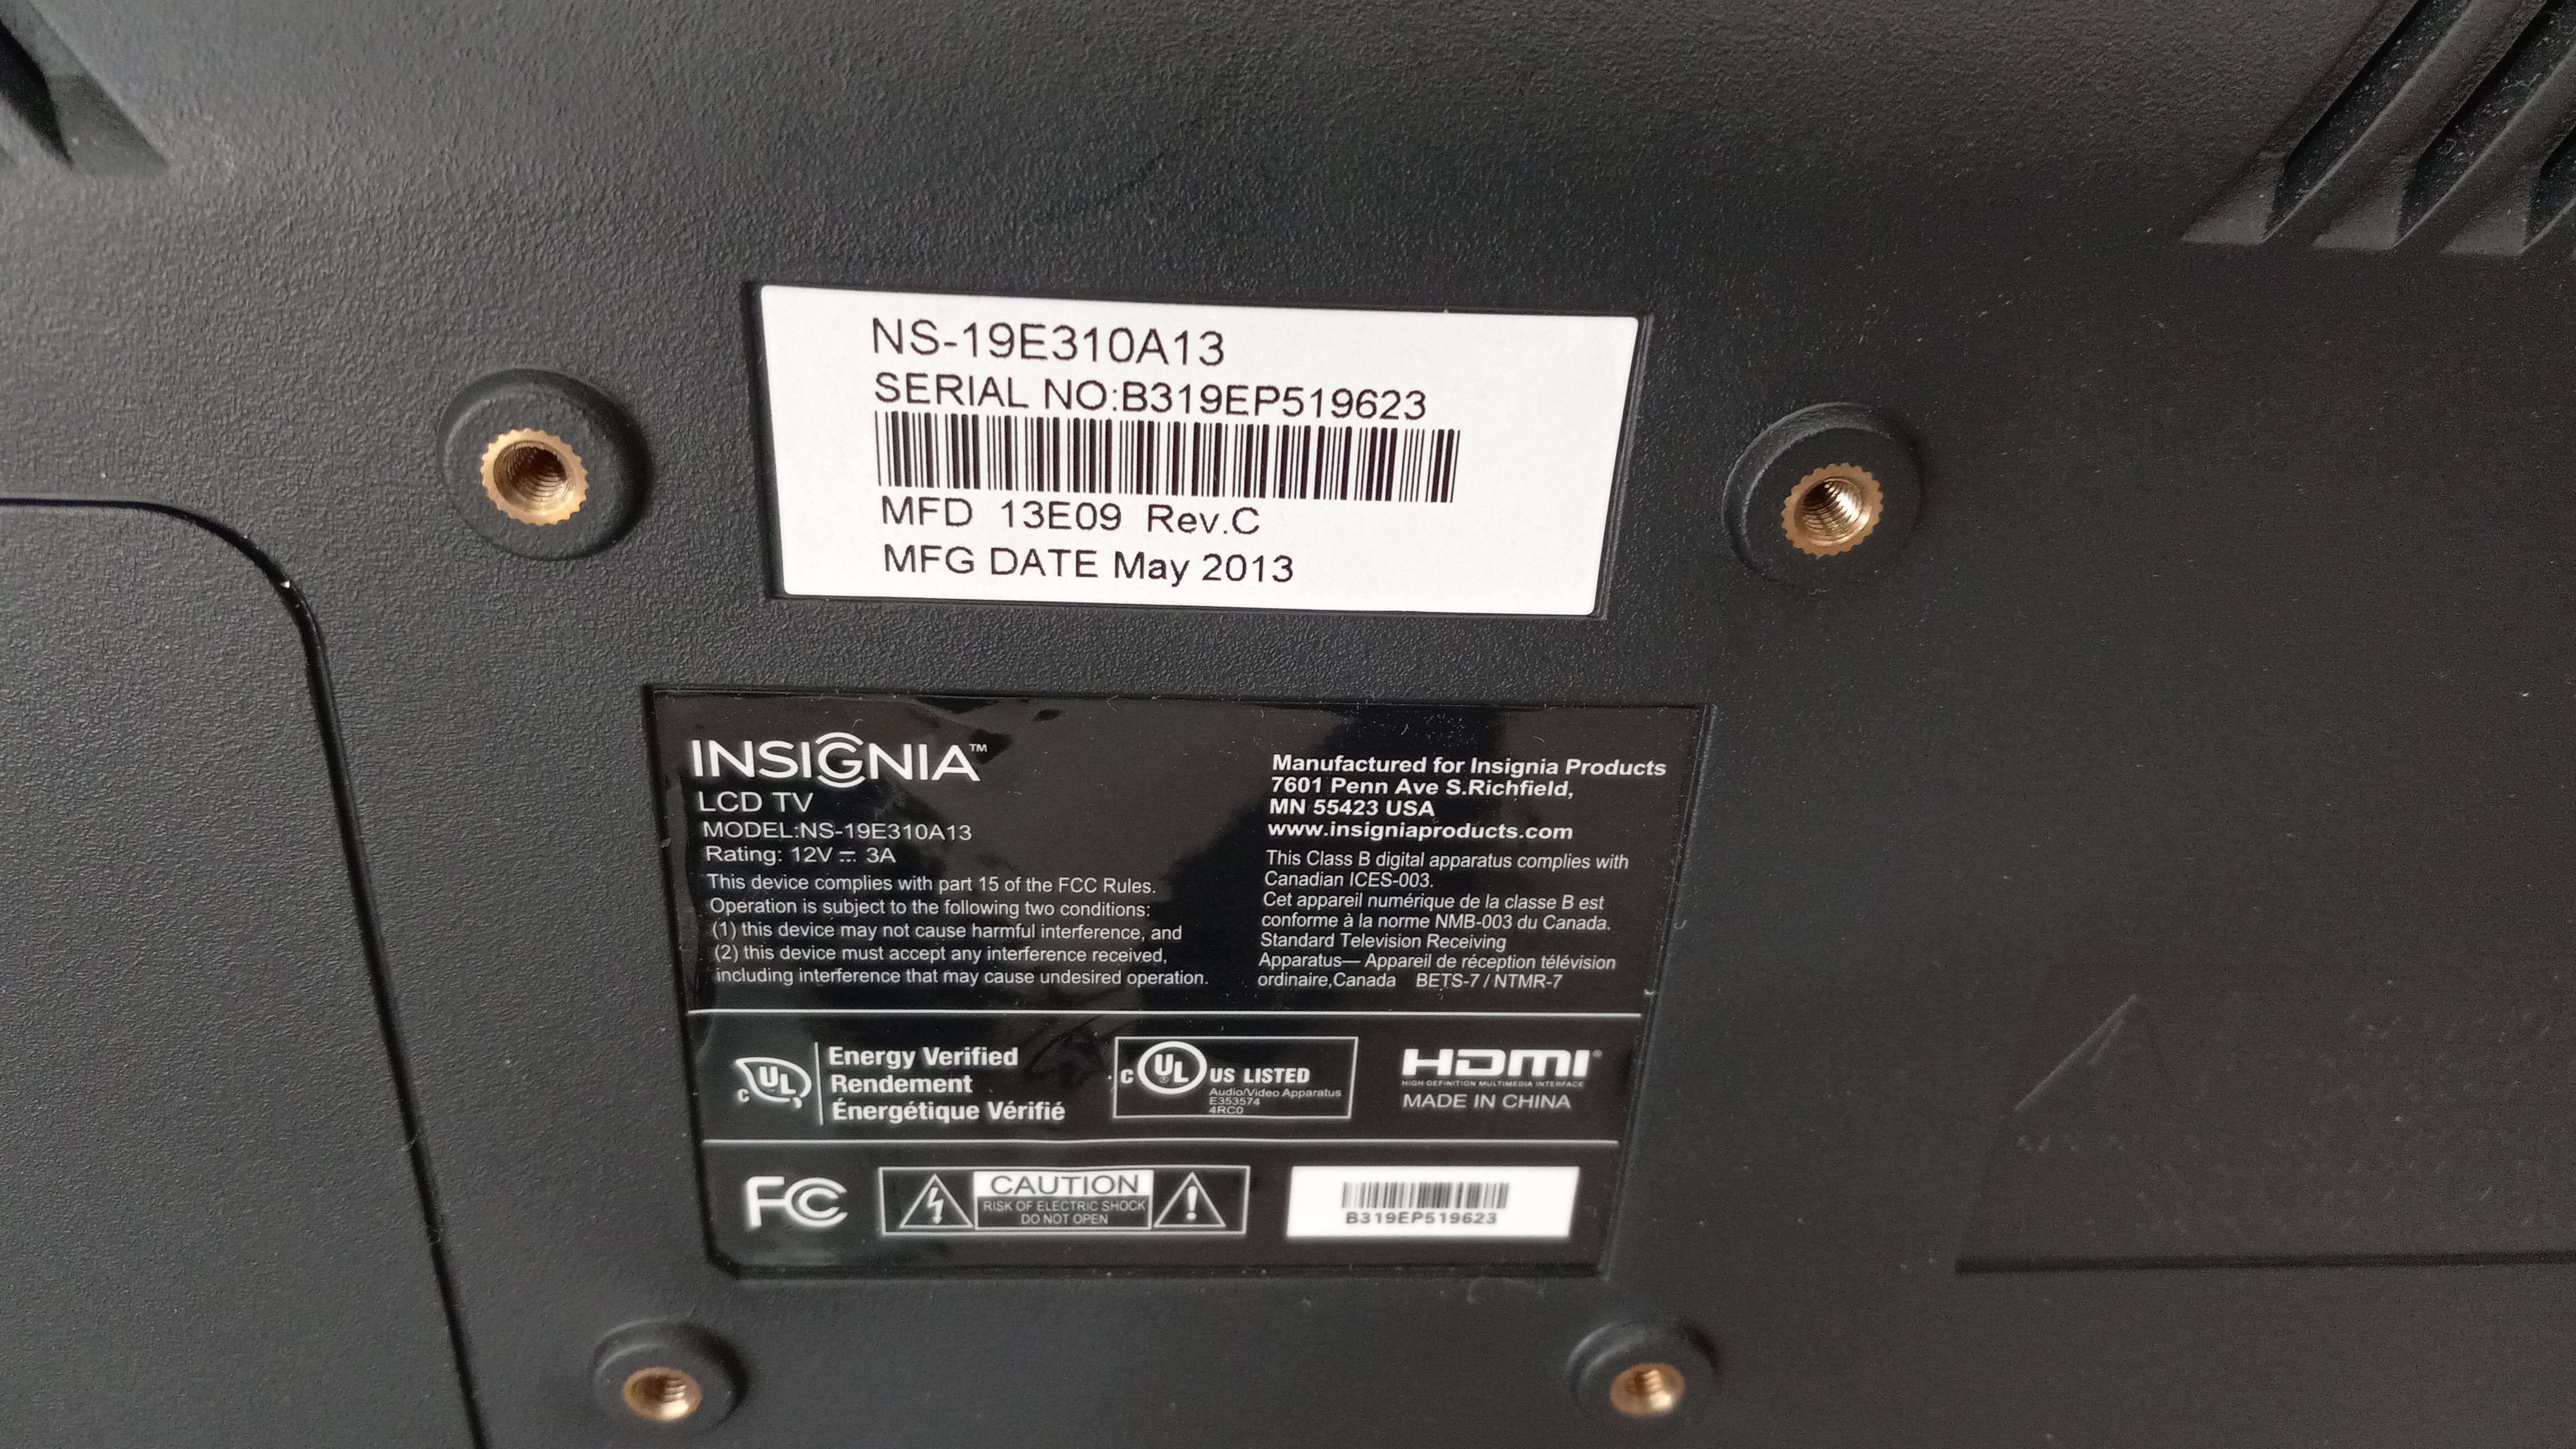 NS-19E310A13
SERIAL NO:B319EP519623
MFD 13E09 Rev.C
MFG DATE May 2013
INSIGNIA™
LCD TV
MODEL:NS-19E310A13
Rating: 12V ⎓ 3A
This device complies with part 15 of the FCC Rules.
Operation is subject to the following two conditions:
(1) this device may not cause harmful interference, and
(2) this device must accept any interference received,
including interference that may cause undesired operation.
Manufactured for Insignia Products
7601 Penn Ave S.Richfield,
MN 55423 USA
www.insigniaproducts.com
This Class B digital apparatus complies with
Canadian ICES-003.
Cet appareil numérique de la classe B est
conforme à la norme NMB-003 du Canada.
Standard Television Receiving
Apparatus— Appareil de réception télévision
ordinaire,Canada BETS-7 / NTMR-7
c UL
Energy Verified
Rendement
Énergétique Vérifié
c UL ® US LISTED
Audio/Video Apparatus
E353574
4RC0
HDMI®
HIGH-DEFINITION MULTIMEDIA INTERFACE
MADE IN CHINA
FC
CAUTION
RISK OF ELECTRIC SHOCK
DO NOT OPEN
B319EP519623